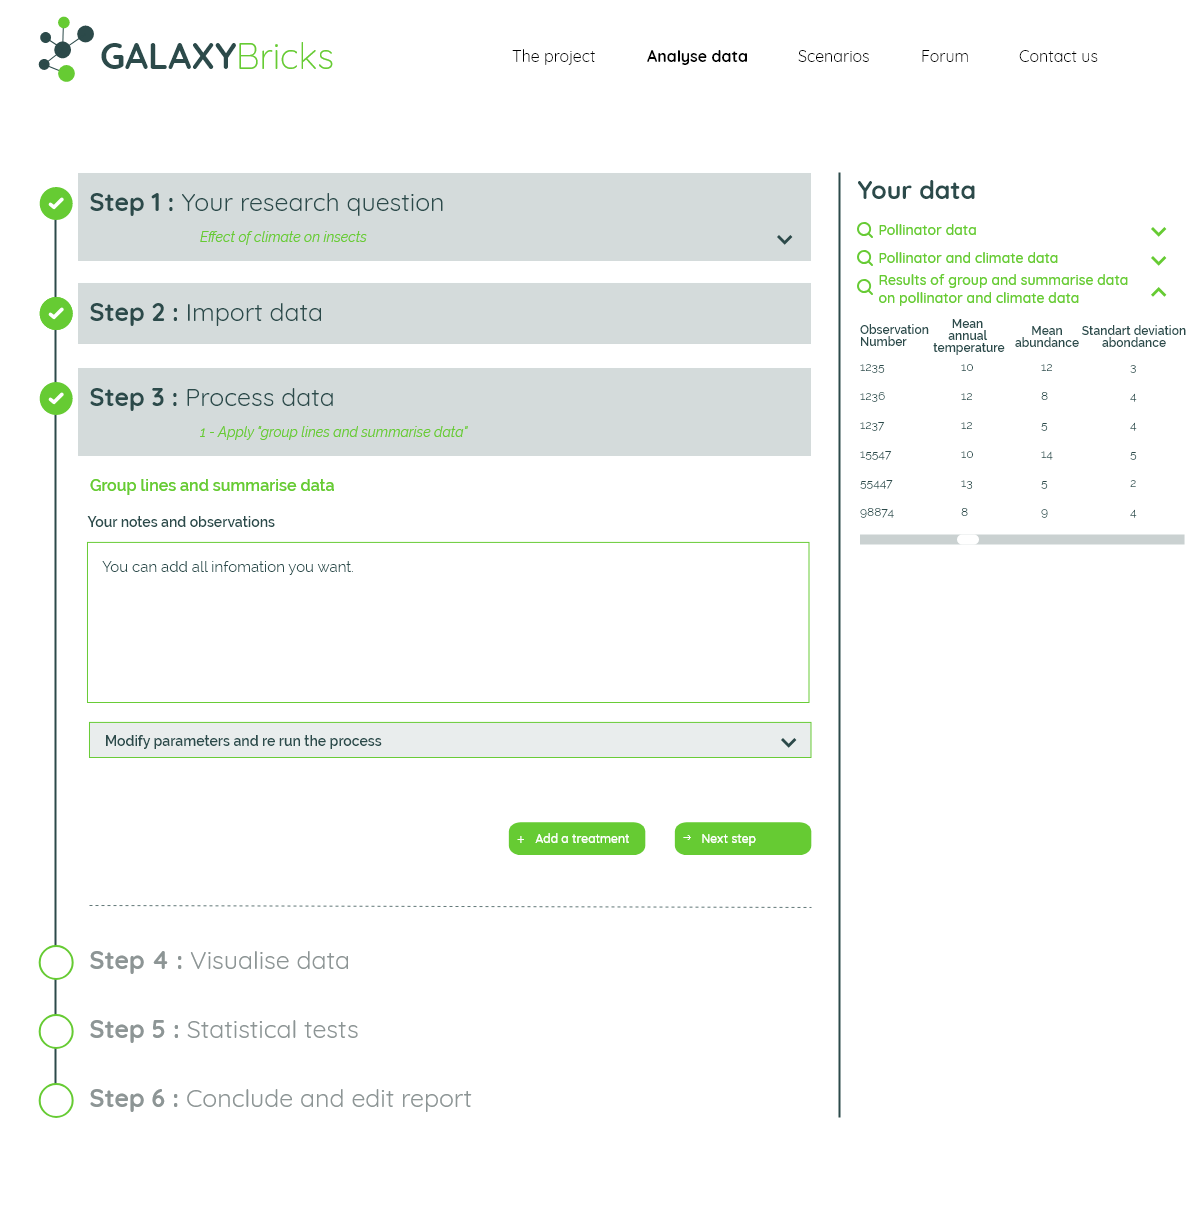 GALAXYBricks
The project
Analyse data
Scenarios
Forum
Contact us
Step 1 : Your research question
Effect of climate on insects
Step 2 : Import data
Step 3 : Process data
1 - Apply "group lines and summarise data"
Group lines and summarise data
Your notes and observations
You can add all infomation you want.
Modify parameters and re run the process
+ Add a treatment
→ Next step
Step 4 : Visualise data
Step 5 : Statistical tests
Step 6 : Conclude and edit report
Your data
Pollinator data
Pollinator and climate data
Results of group and summarise data
on pollinator and climate data
Observation Number
Mean annual temperature
Mean abundance
Standart deviation abondance
1235 10 12 3
1236 12 8 4
1237 12 5 4
15547 10 14 5
55447 13 5 2
98874 8 9 4